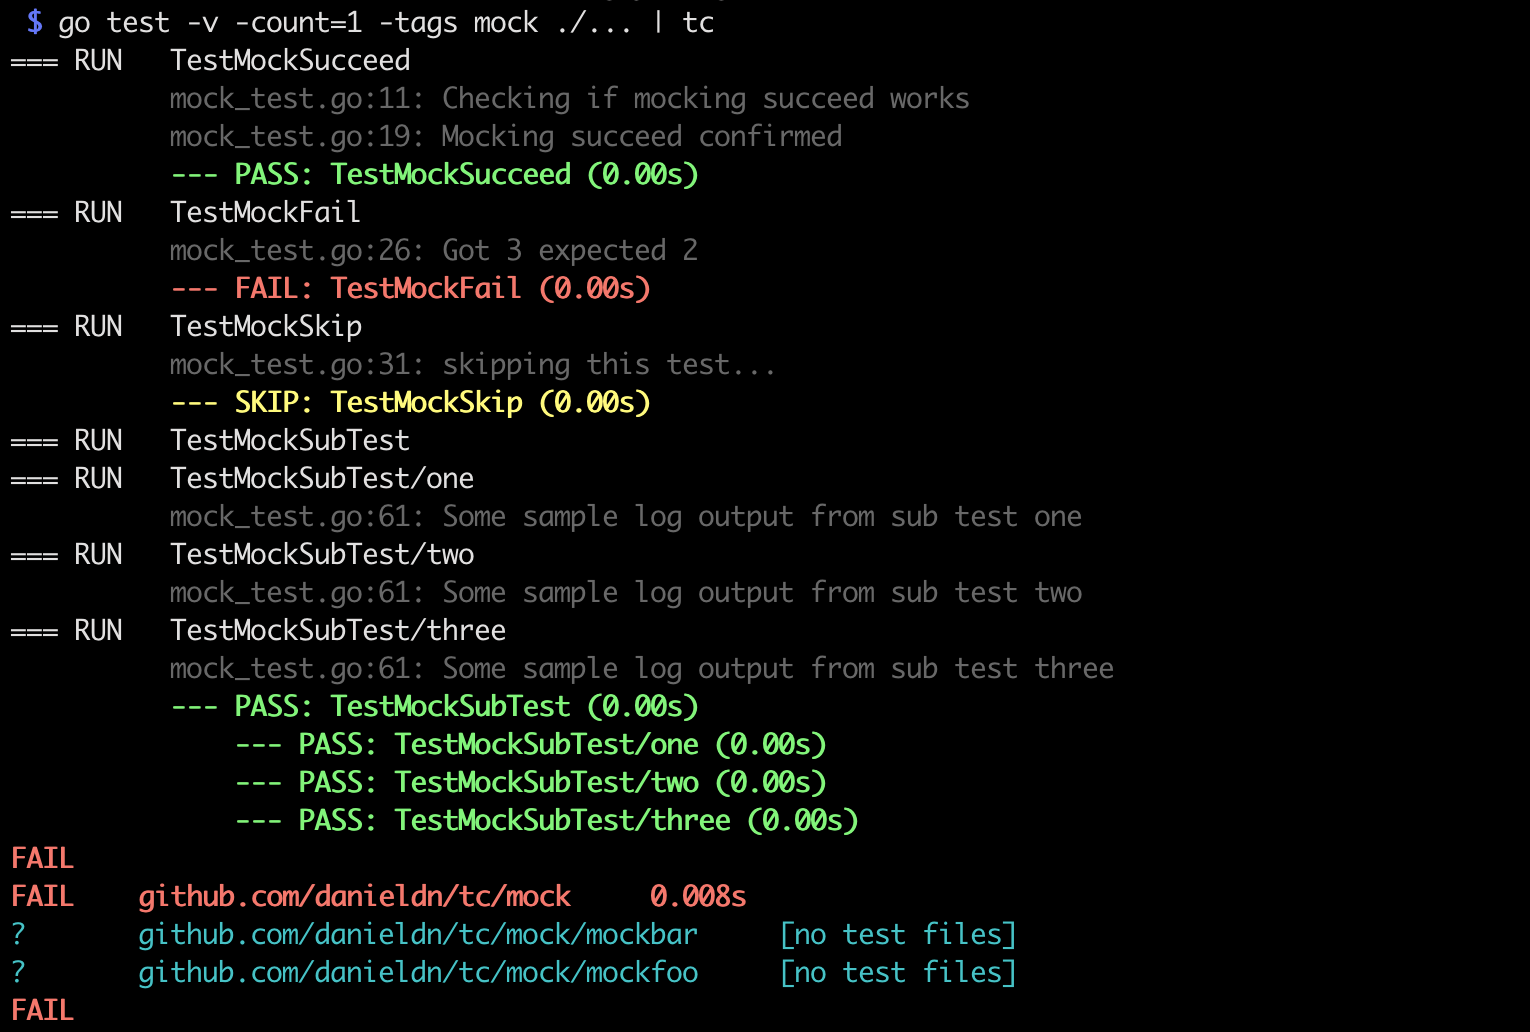 $ go test -v -count=1 -tags mock ./... | tc
=== RUN   TestMockSucceed
          mock_test.go:11: Checking if mocking succeed works
          mock_test.go:19: Mocking succeed confirmed
          --- PASS: TestMockSucceed (0.00s)
=== RUN   TestMockFail
          mock_test.go:26: Got 3 expected 2
          --- FAIL: TestMockFail (0.00s)
=== RUN   TestMockSkip
          mock_test.go:31: skipping this test...
          --- SKIP: TestMockSkip (0.00s)
=== RUN   TestMockSubTest
=== RUN   TestMockSubTest/one
          mock_test.go:61: Some sample log output from sub test one
=== RUN   TestMockSubTest/two
          mock_test.go:61: Some sample log output from sub test two
=== RUN   TestMockSubTest/three
          mock_test.go:61: Some sample log output from sub test three
          --- PASS: TestMockSubTest (0.00s)
              --- PASS: TestMockSubTest/one (0.00s)
              --- PASS: TestMockSubTest/two (0.00s)
              --- PASS: TestMockSubTest/three (0.00s)
FAIL
FAIL    github.com/danieldn/tc/mock     0.008s
?       github.com/danieldn/tc/mock/mockbar     [no test files]
?       github.com/danieldn/tc/mock/mockfoo     [no test files]
FAIL